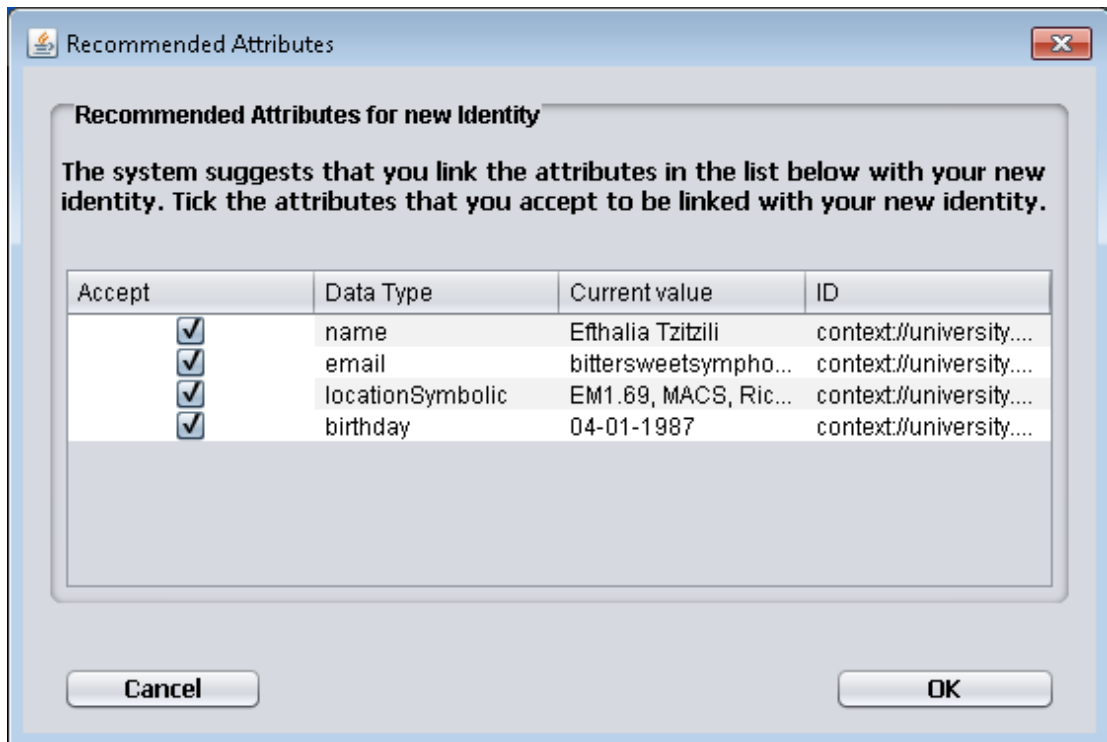 Recommended Attributes
Recommended Attributes for new Identity
The system suggests that you link the attributes in the list below with your new
identity. Tick the attributes that you accept to be linked with your new identity.
Accept Data Type Current value ID
name Efthalia Tzitzili context://university....
email bittersweetsympho... context://university....
locationSymbolic EM1.69, MACS, Ric... context://university....
birthday 04-01-1987 context://university....
Cancel OK